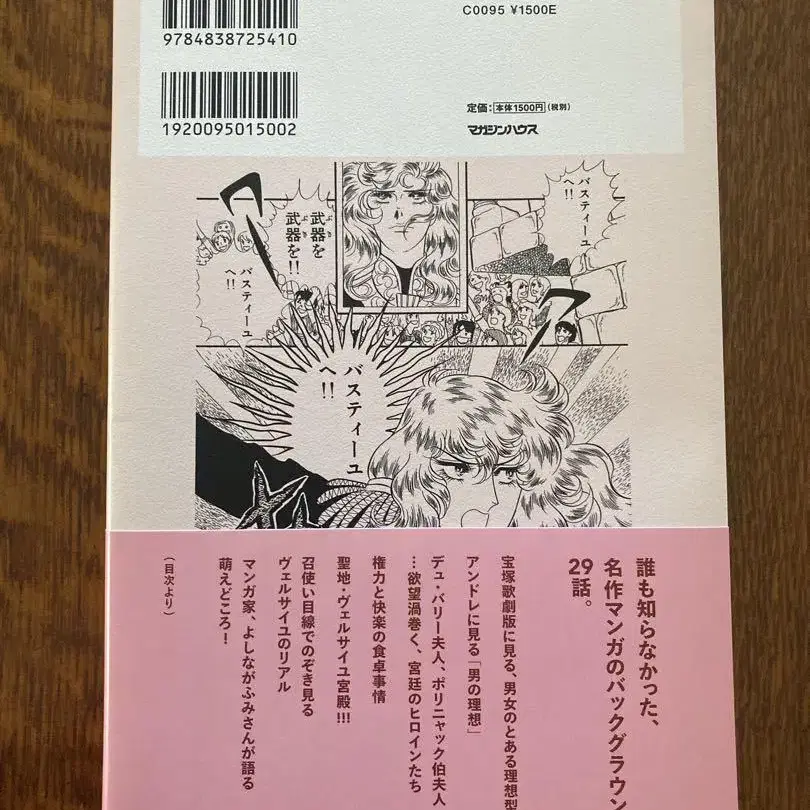 9784838725410
C0095 ¥1500E
1920095015002
定価:本体1500円(税別)
マガジンハウス
バスティーユ
へ!!
ワー
武器を
武器を!!
バスティーユ
へ!!
アー
バスティーユ
へ!!
誰も知らなかった、
名作マンガのバックグラウン
29話。
宝塚歌劇版に見る、男女のとある理想型
アンドレに見る「男の理想」
デュ・バリー夫人、ポリニャック伯夫人
…欲望渦巻く、宮廷のヒロインたち
権力と快楽の食卓事情
聖地・ヴェルサイユ宮殿!!!
召使い目線でのぞき見る
ヴェルサイユのリアル
マンガ家、よしながふみさんが語る
萌えどころ!
(目次より)